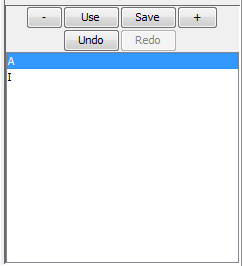 - Use Save +
Undo Redo
A
I